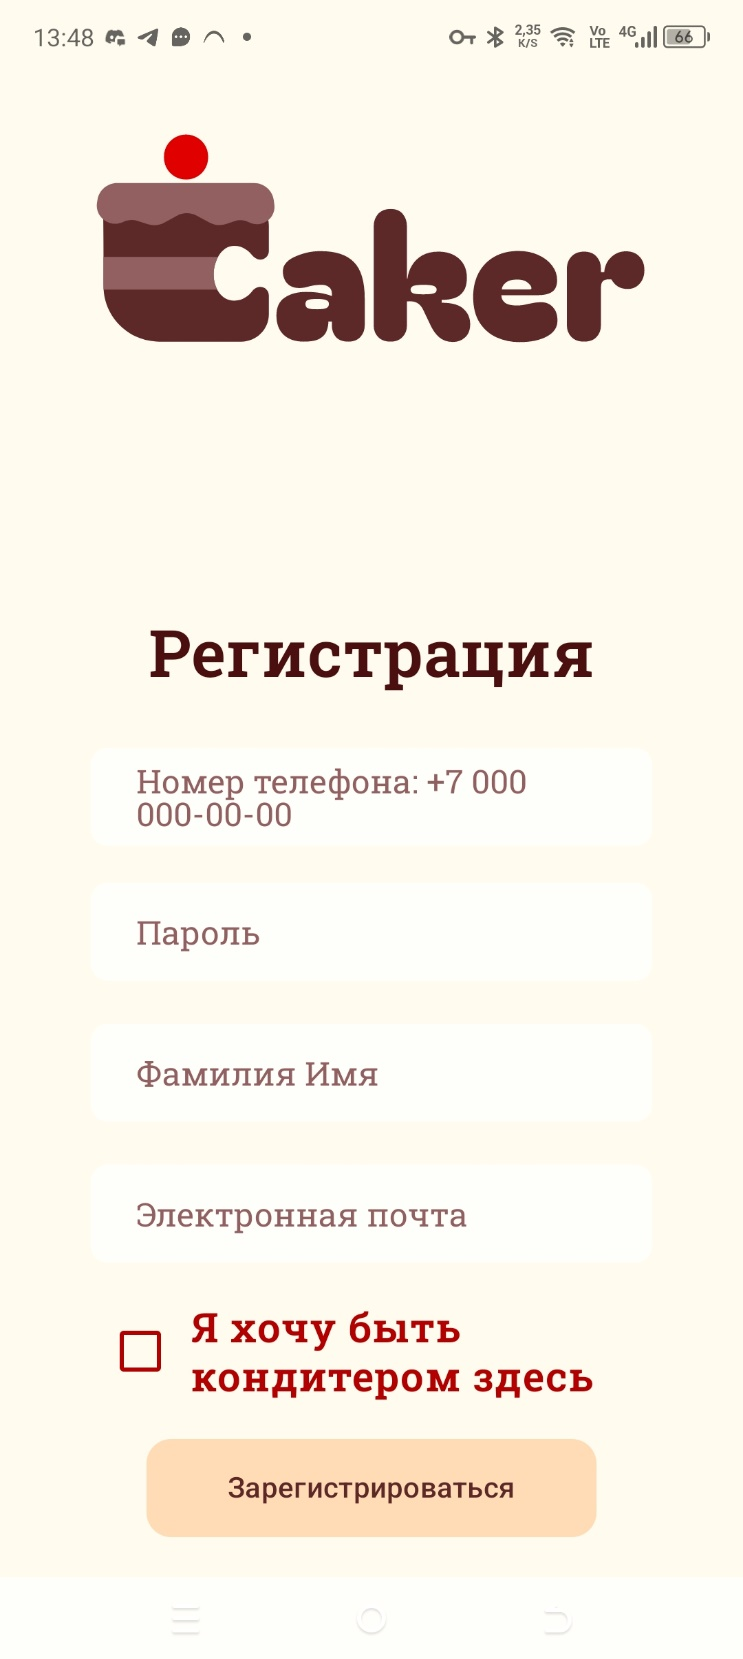 13:48
2,35
K/S
Vo
LTE
4G
66
Caker
Регистрация
Номер телефона: +7 000
000-00-00
Пароль
Фамилия Имя
Электронная почта
Я хочу быть
кондитером здесь
Зарегистрироваться